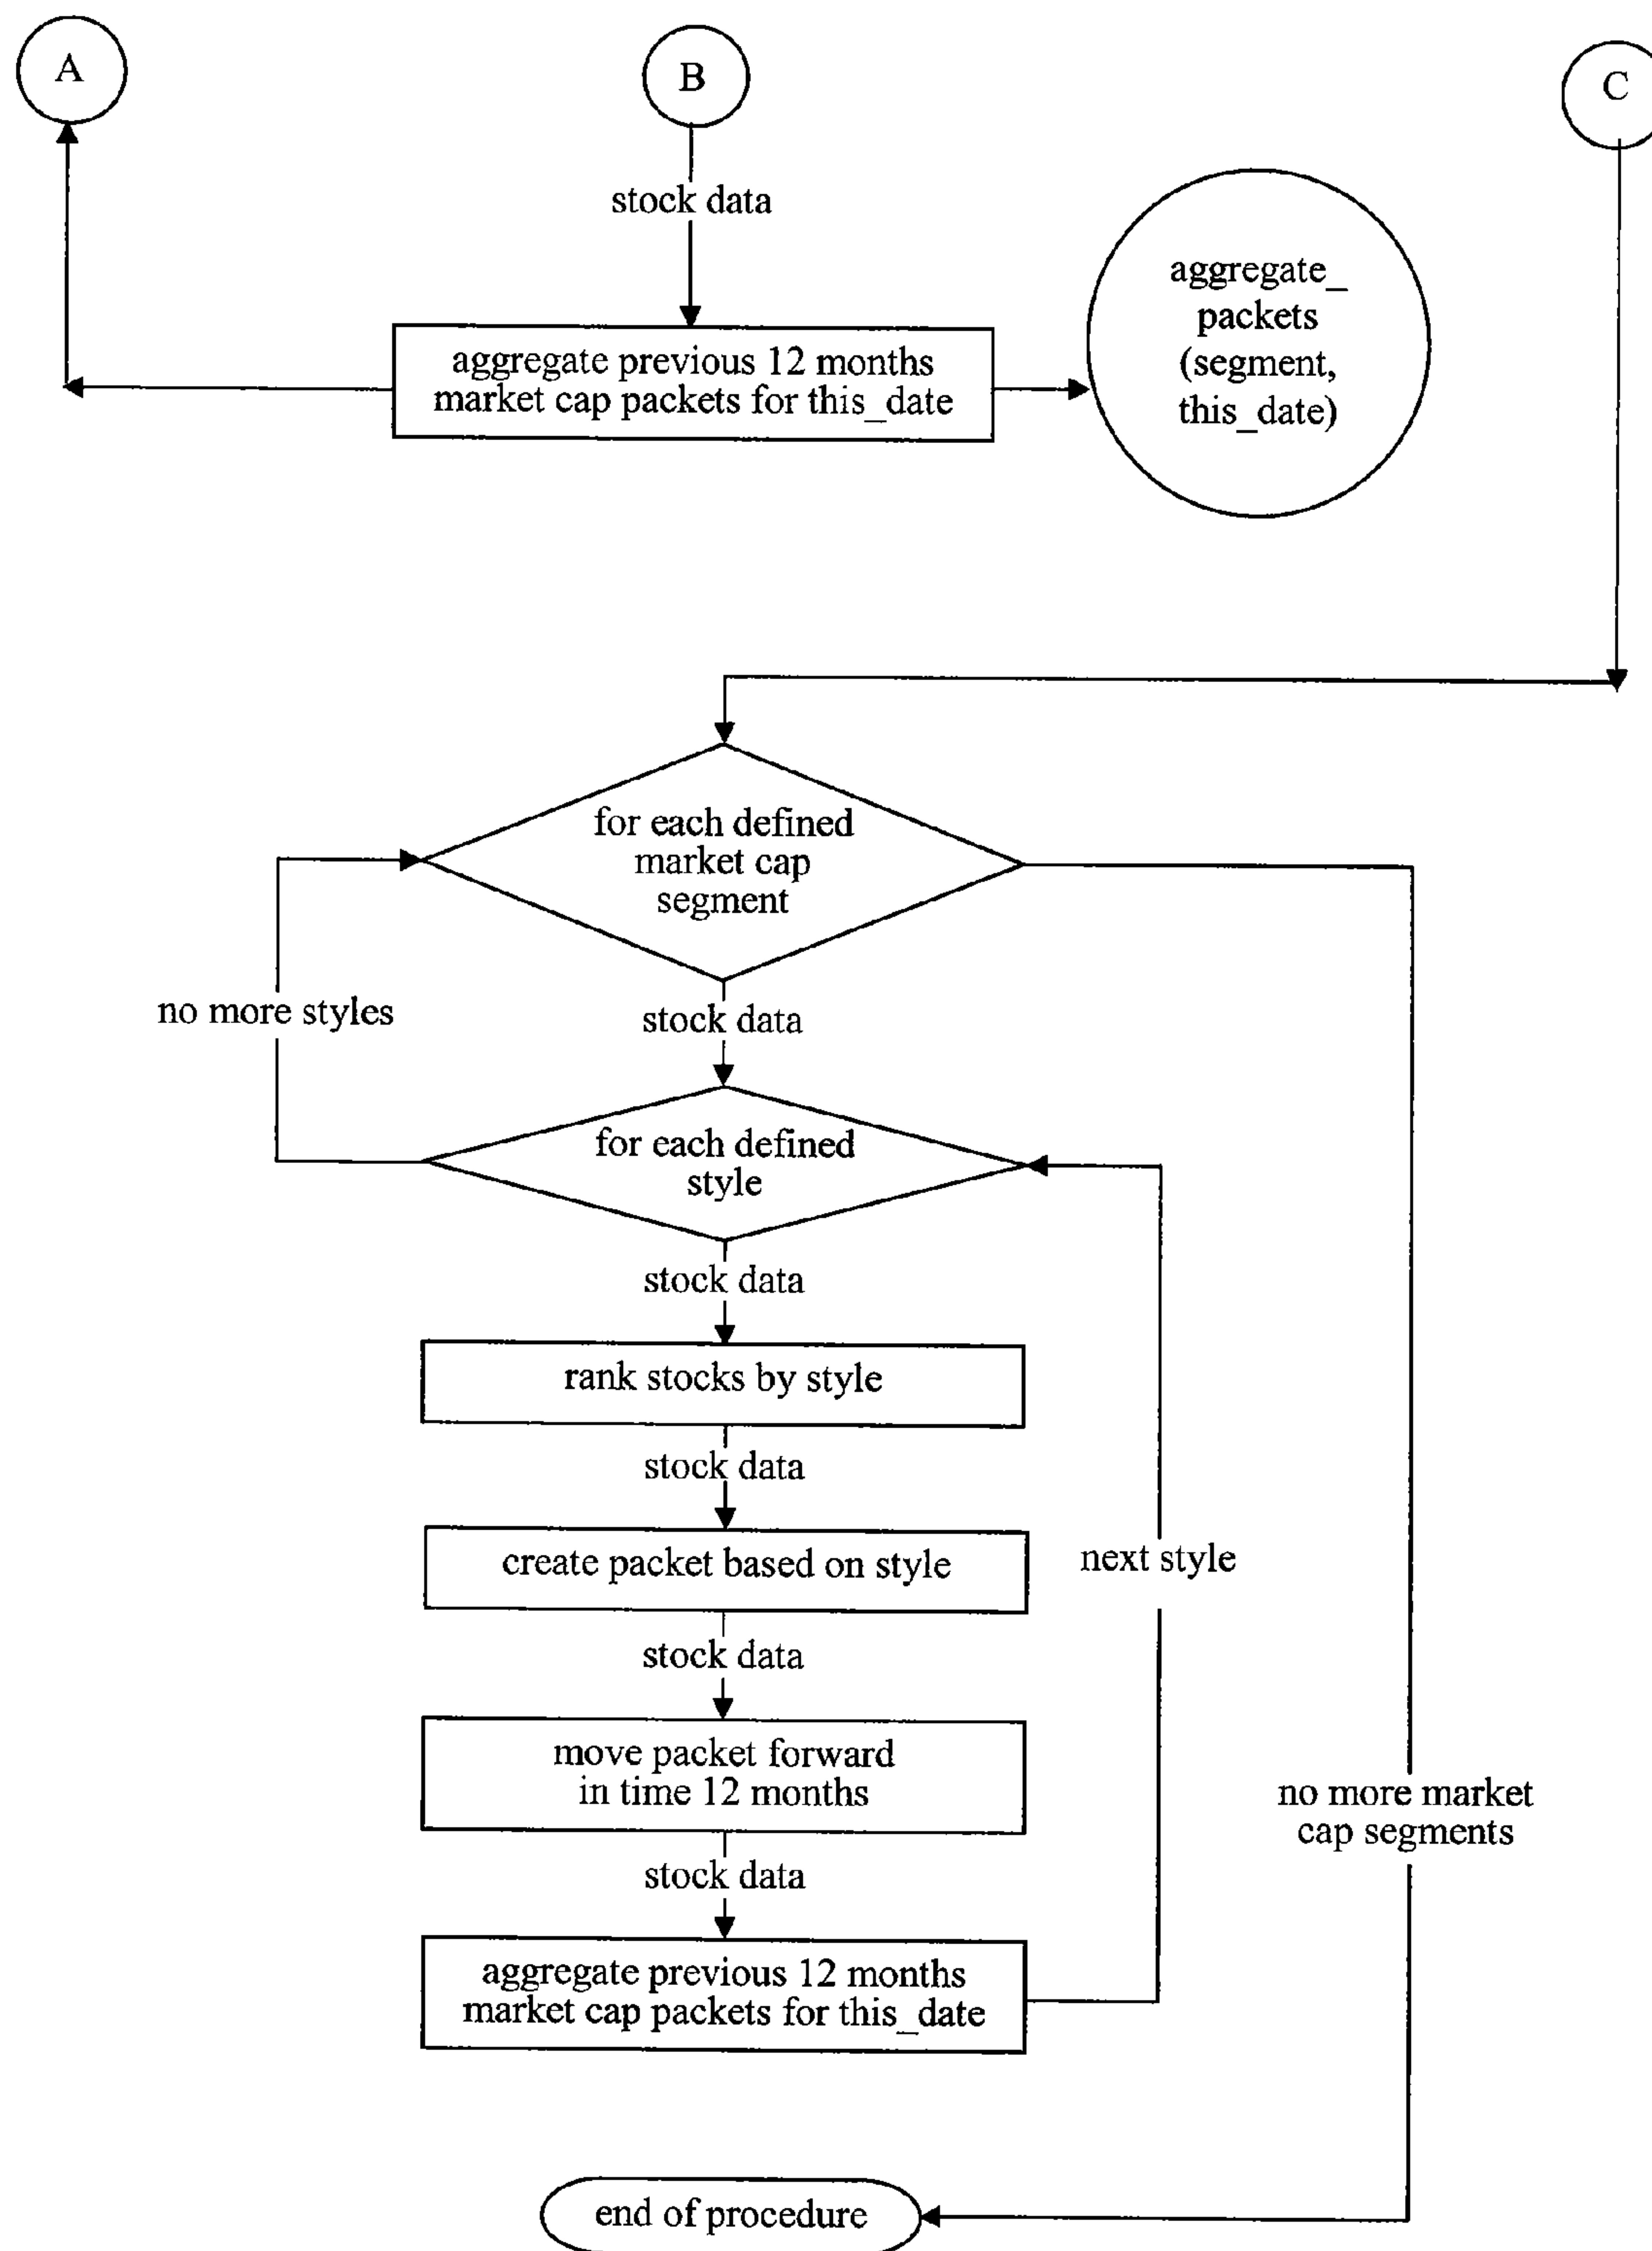 A
B
C
stock data
aggregate_
packets
(segment,
this_date)
aggregate previous 12 months
market cap packets for this_date
for each defined
market cap
segment
no more styles
stock data
for each defined
style
stock data
rank stocks by style
stock data
create packet based on style
next style
stock data
move packet forward
in time 12 months
no more market
cap segments
stock data
aggregate previous 12 months
market cap packets for this_date
end of procedure